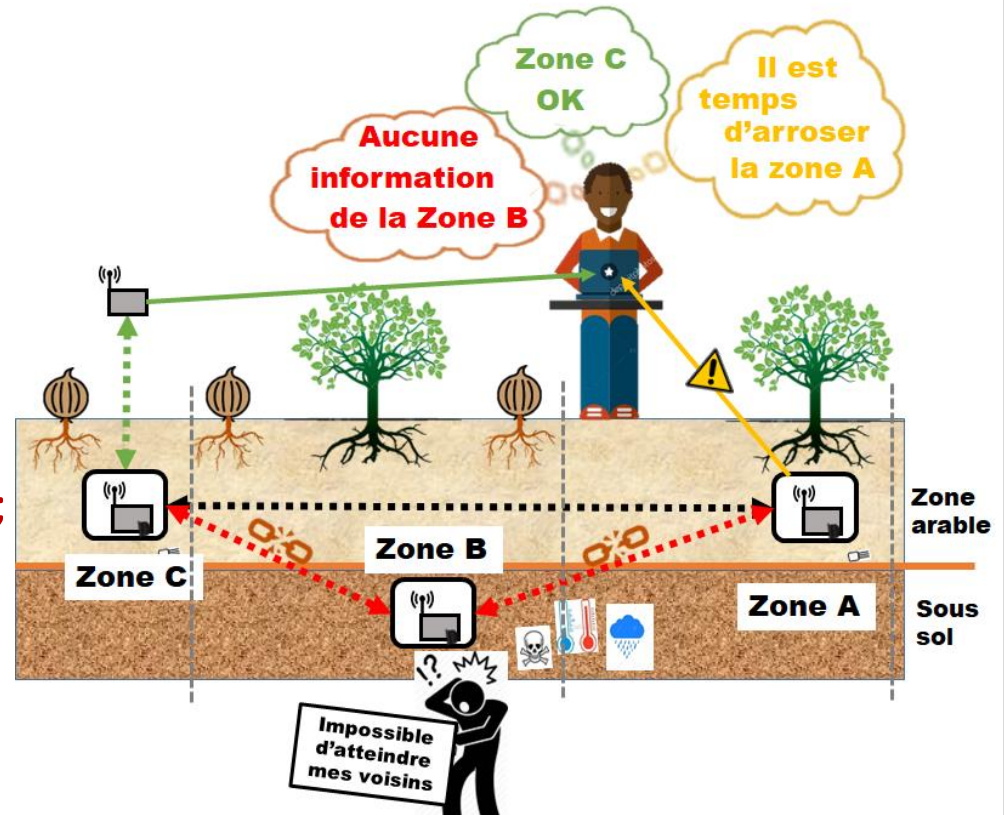 Zone C
OK
Il est
temps
d’arroser
la zone A
Aucune
information
de la Zone B
Zone
arable
Zone B
Zone C
Zone A
Sous
sol
!?
Impossible
d’atteindre
mes voisins